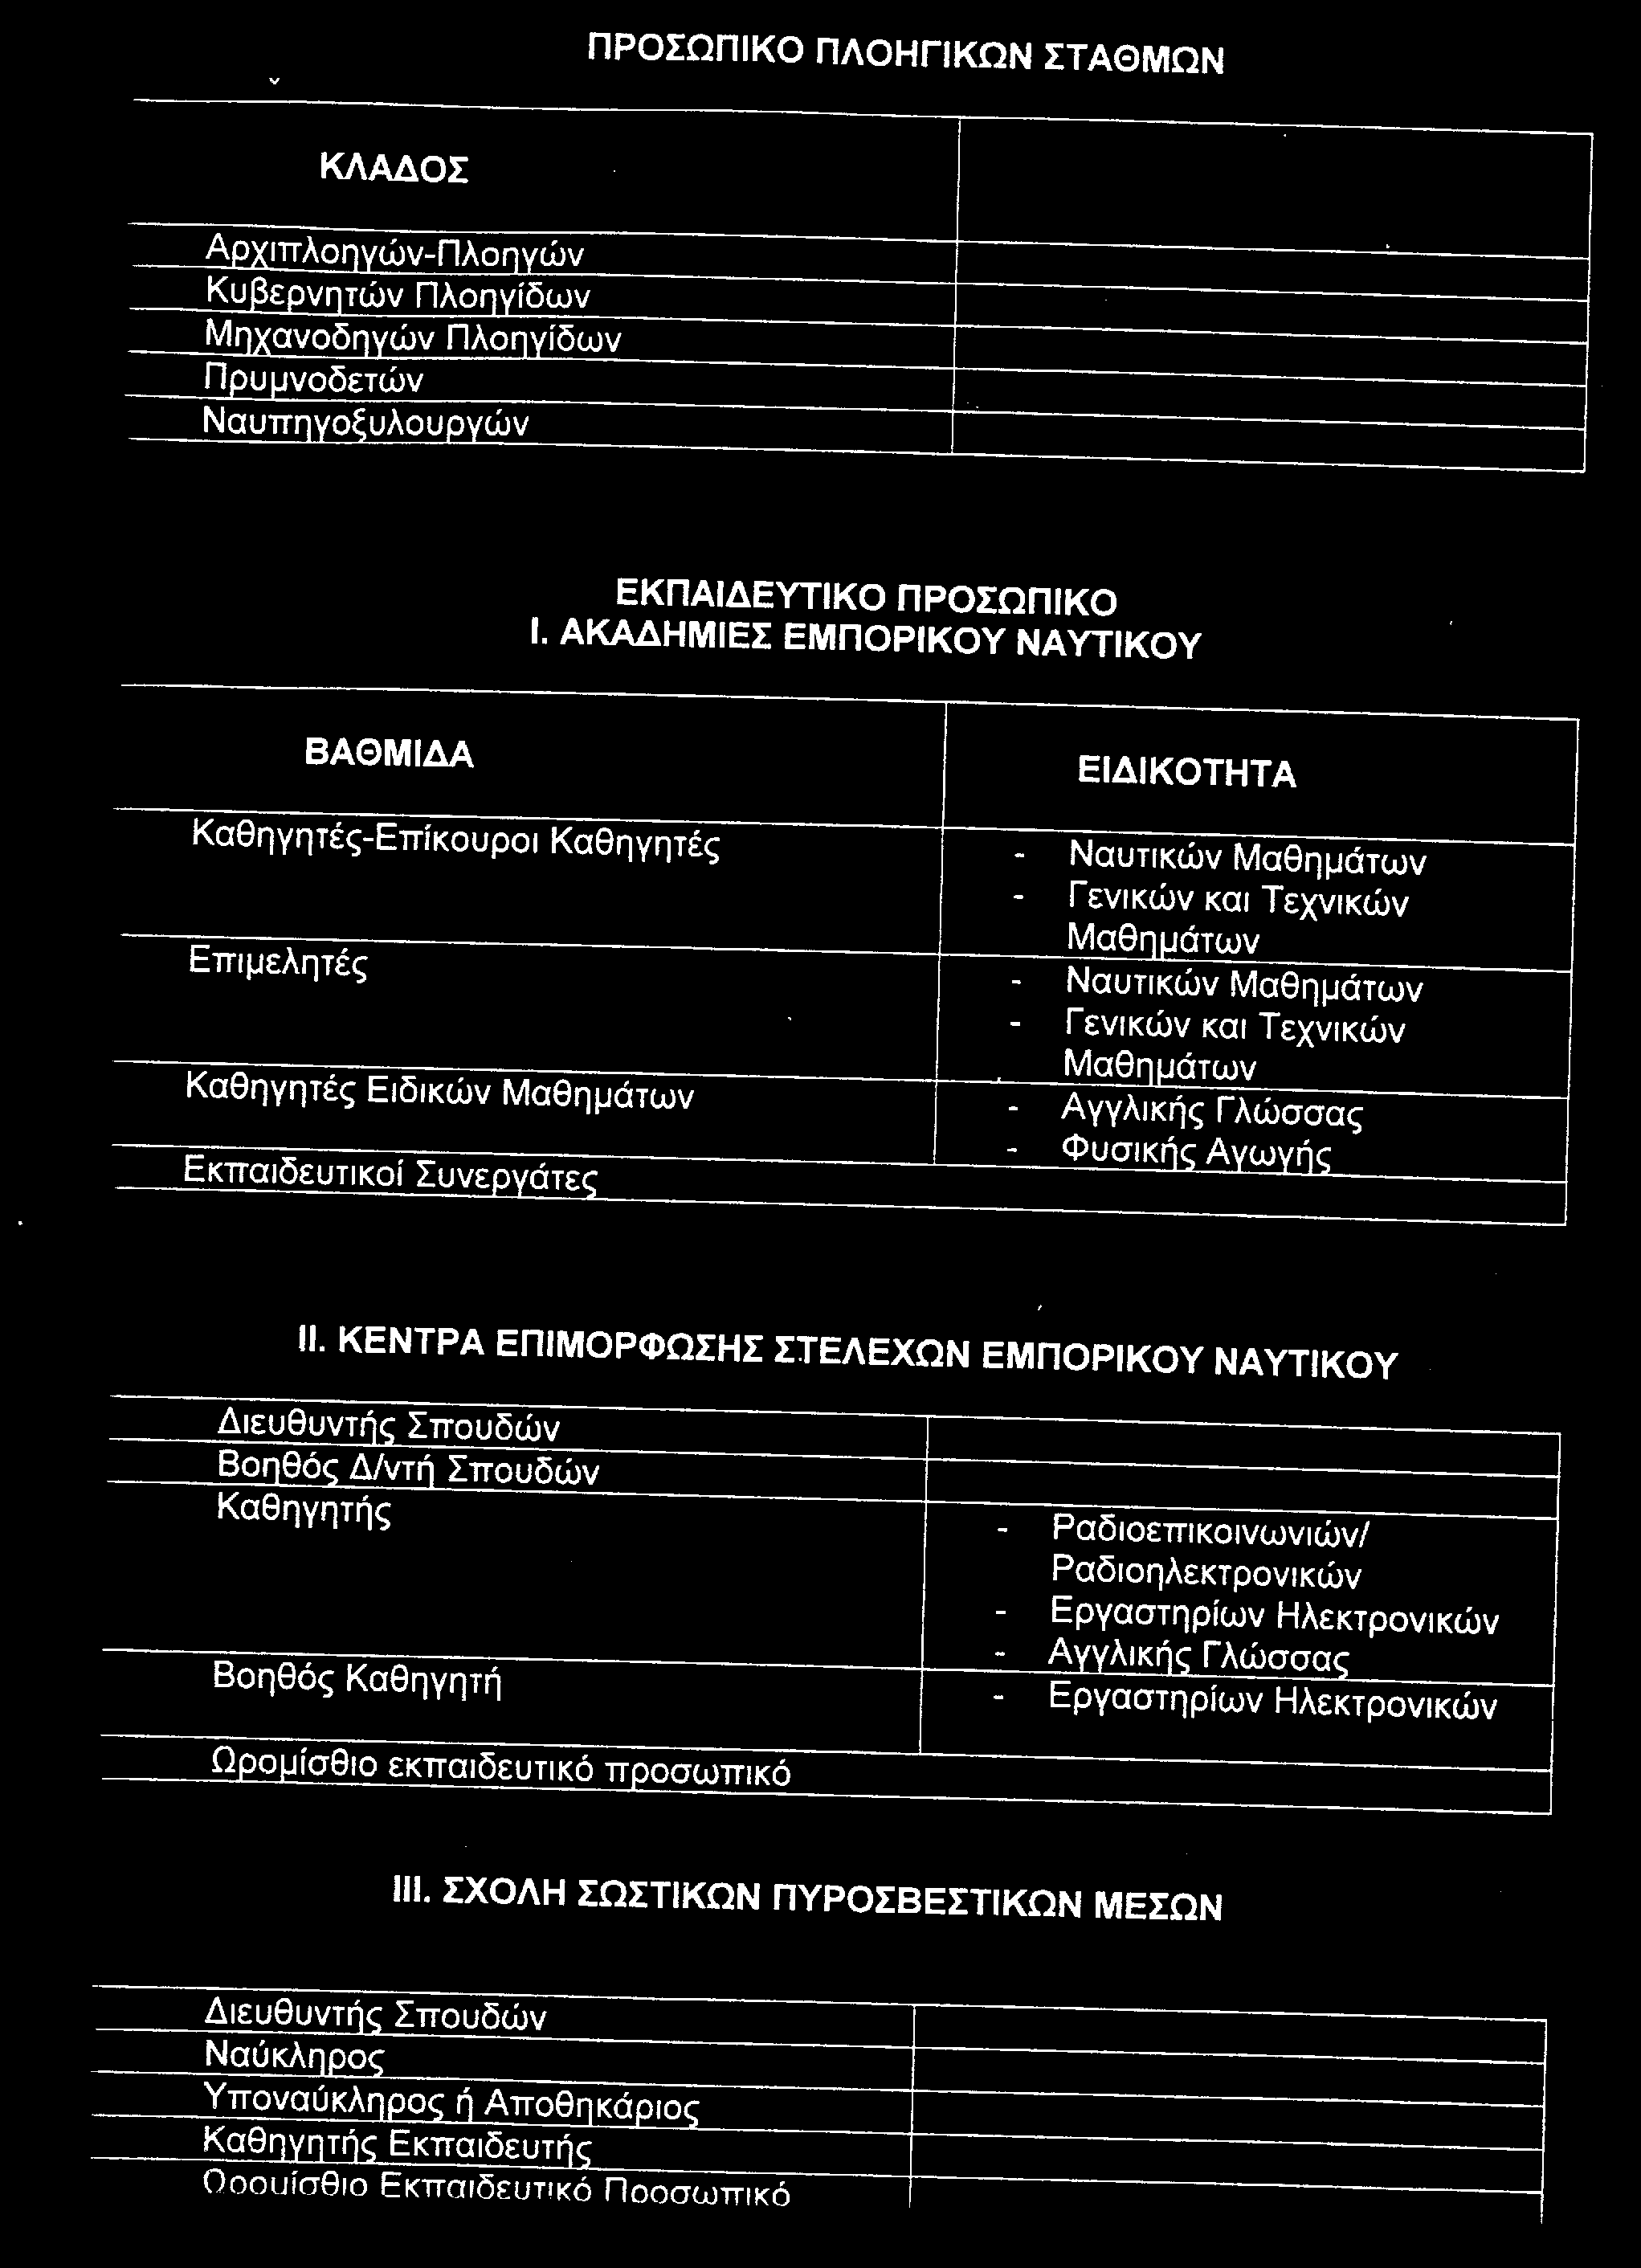 ΠΡΟΣΩΠΙΚΟ ΠΛΟΗΓΙΚΩΝ ΣΤΑΘΜΩΝ
ΚΛΑΔΟΣ
Αρχιπλοηγών-Πλοηγών
Κυβερνητών Πλοηγίδων
Μηχανοδηγών Πλοηγίδων
Πρυμνοδετών
Ναυπηγοξυλουργών
ΕΚΠΑΙΔΕΥΤΙΚΟ ΠΡΟΣΩΠΙΚΟ
Ι. ΑΚΑΔΗΜΙΕΣ ΕΜΠΟΡΙΚΟΥ ΝΑΥΤΙΚΟΥ
ΒΑΘΜΙΔΑ
ΕΙΔΙΚΟΤΗΤΑ
Καθηγητές-Επίκουροι Καθηγητές
- Ναυτικών Μαθημάτων
- Γενικών και Τεχνικών
Μαθημάτων
Επιμελητές
- Ναυτικών Μαθημάτων
- Γενικών και Τεχνικών
Μαθημάτων
Καθηγητές Ειδικών Μαθημάτων
- Αγγλικής Γλώσσας
- Φυσικής Αγωγής
Εκπαιδευτικοί Συνεργάτες
ΙΙ. ΚΕΝΤΡΑ ΕΠΙΜΟΡΦΩΣΗΣ ΣΤΕΛΕΧΩΝ ΕΜΠΟΡΙΚΟΥ ΝΑΥΤΙΚΟΥ
Διευθυντής Σπουδών
Βοηθός Δ/ντή Σπουδών
Καθηγητής
- Ραδιοεπικοινωνιών/
Ραδιοηλεκτρονικών
- Εργαστηρίων Ηλεκτρονικών
- Αγγλικής Γλώσσας
Βοηθός Καθηγητή
- Εργαστηρίων Ηλεκτρονικών
Ωρομίσθιο εκπαιδευτικό προσωπικό
ΙΙΙ. ΣΧΟΛΗ ΣΩΣΤΙΚΩΝ ΠΥΡΟΣΒΕΣΤΙΚΩΝ ΜΕΣΩΝ
Διευθυντής Σπουδών
Ναύκληρος
Υποναύκληρος ή Αποθηκάριος
Καθηγητής Εκπαιδευτής
Ωρομίσθιο Εκπαιδευτικό Προσωπικό